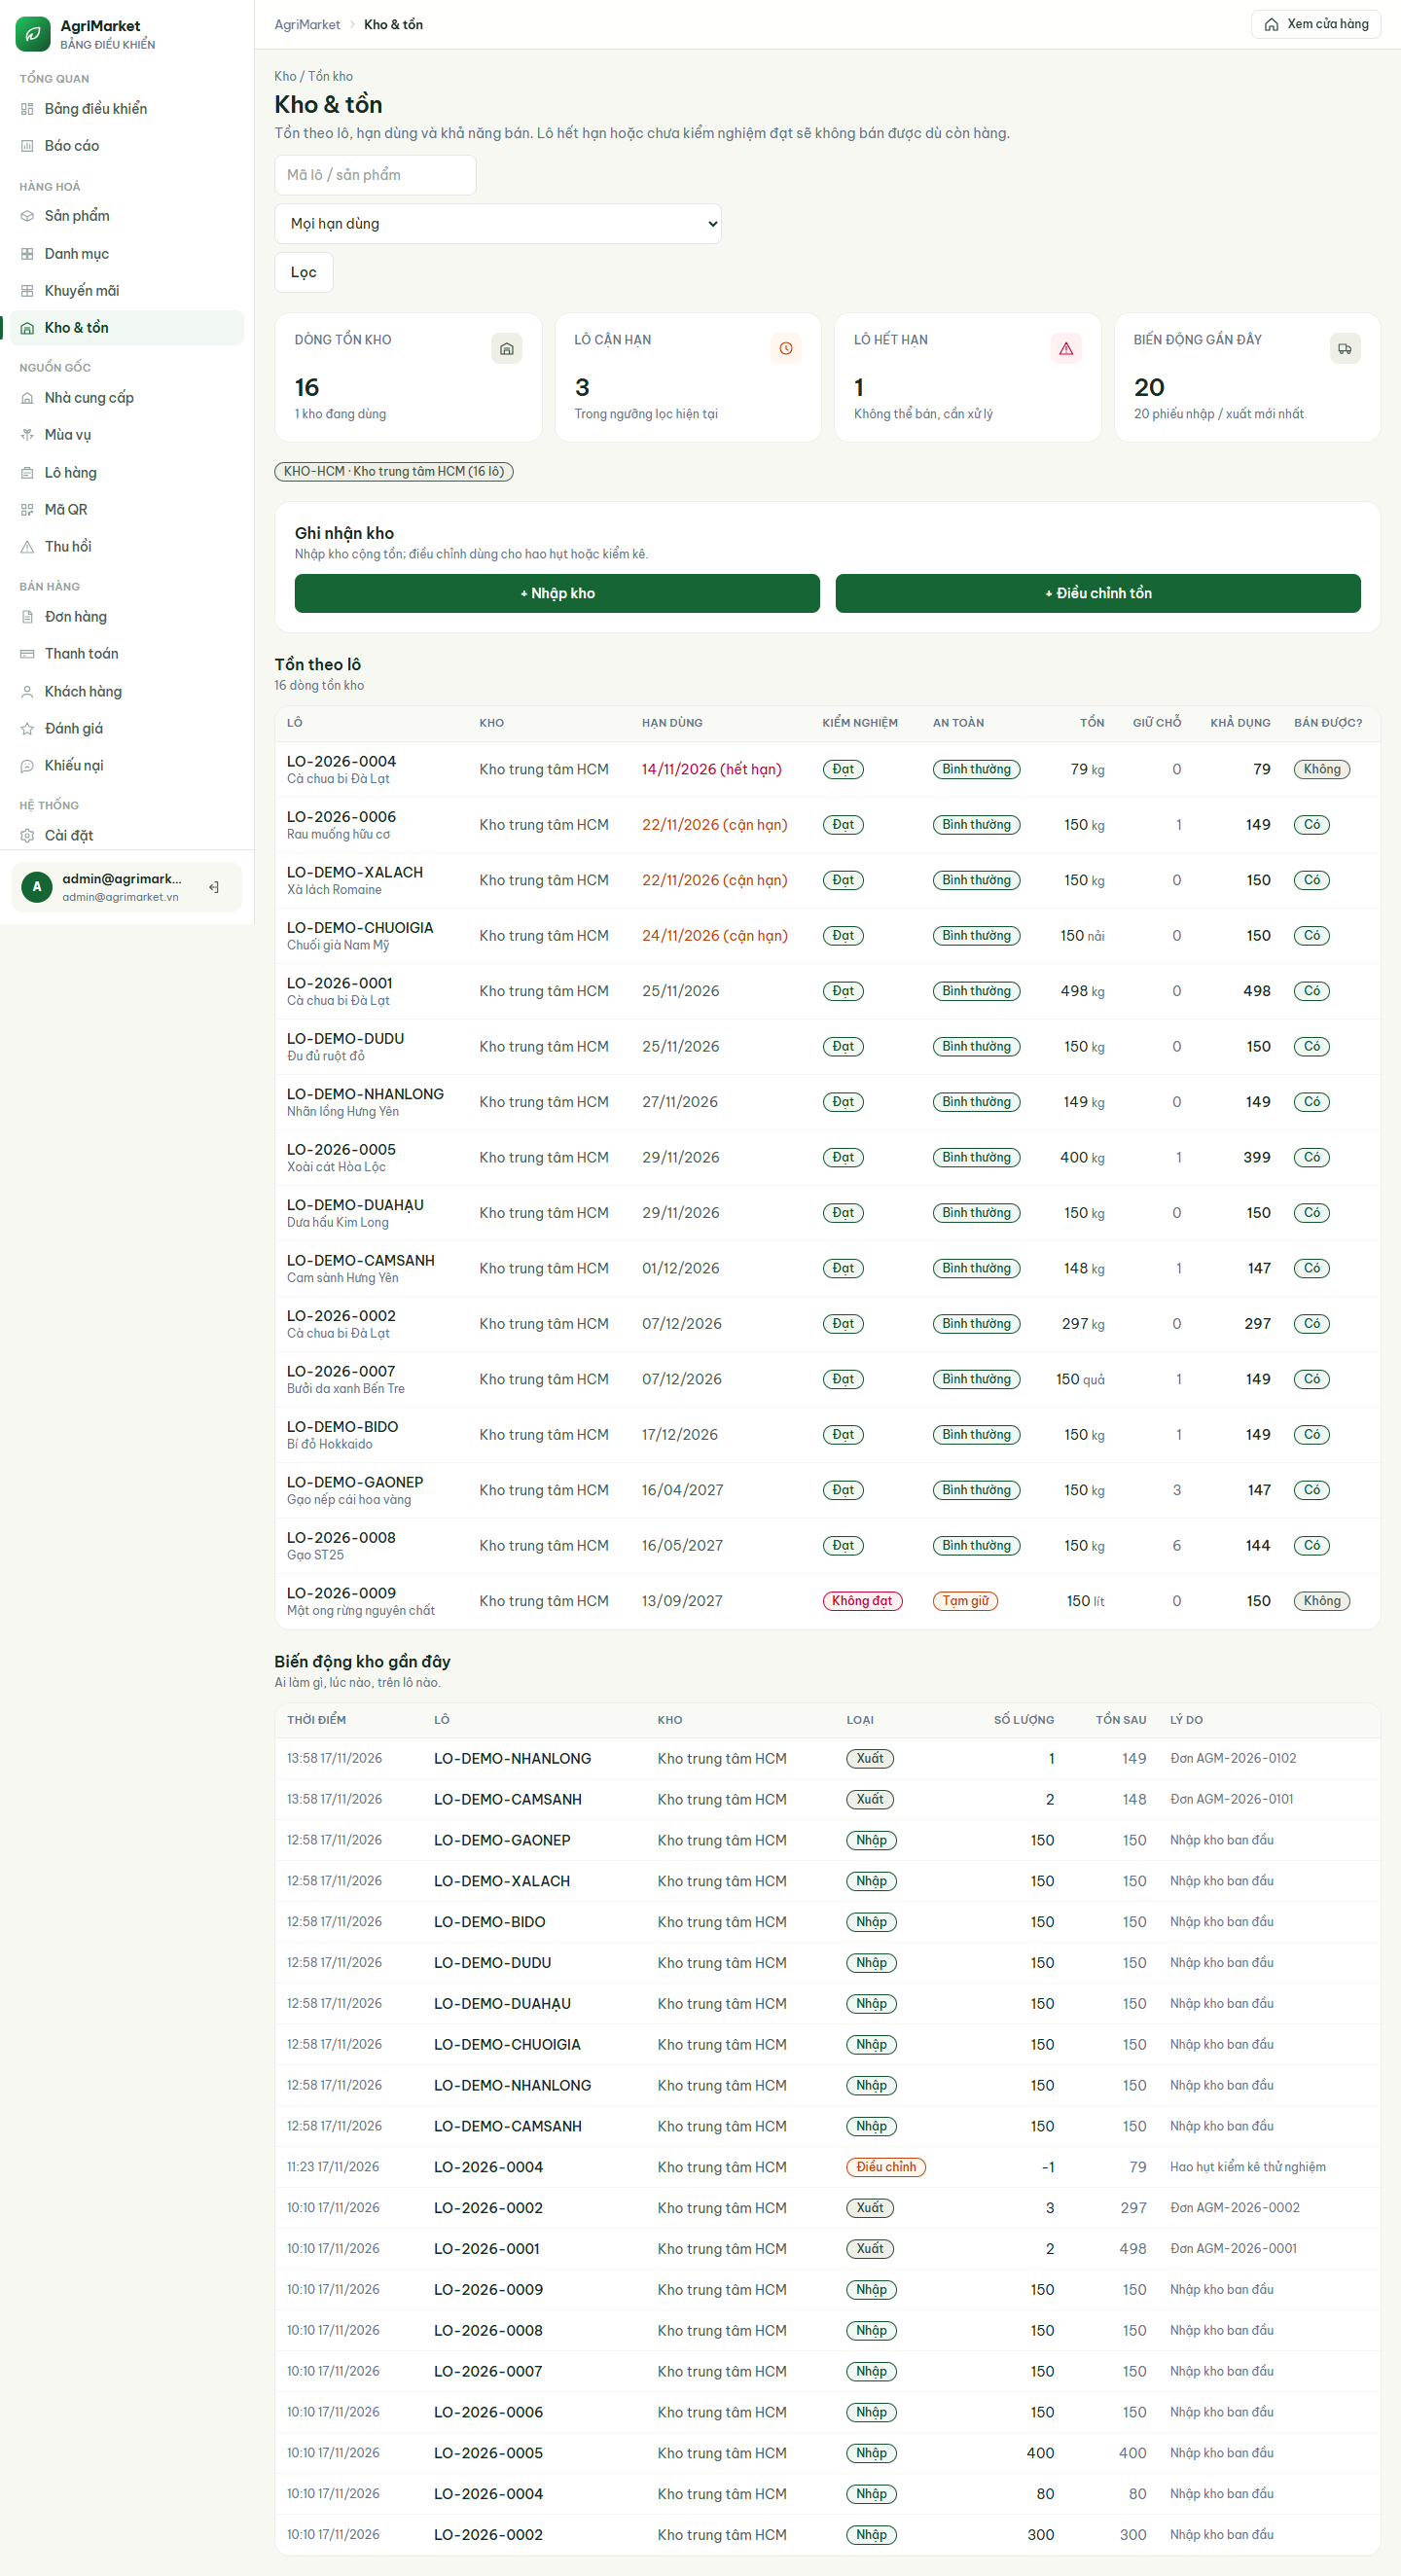 AgriMarket
BẢNG ĐIỀU KHIỂN
TỔNG QUAN
Bảng điều khiển
Báo cáo
HÀNG HOÁ
Sản phẩm
Danh mục
Khuyến mãi
Kho & tồn
NGUỒN GỐC
Nhà cung cấp
Mùa vụ
Lô hàng
Mã QR
Thu hồi
BÁN HÀNG
Đơn hàng
Thanh toán
Khách hàng
Đánh giá
Khiếu nại
HỆ THỐNG
Cài đặt
A
admin@agrimark...
admin@agrimarket.vn
AgriMarket > Kho & tồn
Xem cửa hàng
Kho / Tồn kho
Kho & tồn
Tồn theo lô, hạn dùng và khả năng bán. Lô hết hạn hoặc chưa kiểm nghiệm đạt sẽ không bán được dù còn hàng.
Mã lô / sản phẩm
Mọi hạn dùng
Lọc
DÒNG TỒN KHO
16
1 kho đang dùng
LÔ CẬN HẠN
3
Trong ngưỡng lọc hiện tại
LÔ HẾT HẠN
1
Không thể bán, cần xử lý
BIẾN ĐỘNG GẦN ĐÂY
20
20 phiếu nhập / xuất mới nhất
KHO-HCM · Kho trung tâm HCM (16 lô)
Ghi nhận kho
Nhập kho cộng tồn; điều chỉnh dùng cho hao hụt hoặc kiểm kê.
+ Nhập kho
+ Điều chỉnh tồn
Tồn theo lô
16 dòng tồn kho
LÔ KHO HẠN DÙNG KIỂM NGHIỆM AN TOÀN TỒN GIỮ CHỖ KHẢ DỤNG BÁN ĐƯỢC?
LO-2026-0004 Kho trung tâm HCM 14/11/2026 (hết hạn) Đạt Bình thường 79 kg 0 79 Không
Cà chua bi Đà Lạt
LO-2026-0006 Kho trung tâm HCM 22/11/2026 (cận hạn) Đạt Bình thường 150 kg 1 149 Có
Rau muống hữu cơ
LO-DEMO-XALACH Kho trung tâm HCM 22/11/2026 (cận hạn) Đạt Bình thường 150 kg 0 150 Có
Xà lách Romaine
LO-DEMO-CHUOIGIA Kho trung tâm HCM 24/11/2026 (cận hạn) Đạt Bình thường 150 nải 0 150 Có
Chuối già Nam Mỹ
LO-2026-0001 Kho trung tâm HCM 25/11/2026 Đạt Bình thường 498 kg 0 498 Có
Cà chua bi Đà Lạt
LO-DEMO-DUDU Kho trung tâm HCM 25/11/2026 Đạt Bình thường 150 kg 0 150 Có
Đu đủ ruột đỏ
LO-DEMO-NHANLONG Kho trung tâm HCM 27/11/2026 Đạt Bình thường 149 kg 0 149 Có
Nhãn lồng Hưng Yên
LO-2026-0005 Kho trung tâm HCM 29/11/2026 Đạt Bình thường 400 kg 1 399 Có
Xoài cát Hòa Lộc
LO-DEMO-DUAHẠU Kho trung tâm HCM 29/11/2026 Đạt Bình thường 150 kg 0 150 Có
Dưa hấu Kim Long
LO-DEMO-CAMSANH Kho trung tâm HCM 01/12/2026 Đạt Bình thường 148 kg 1 147 Có
Cam sành Hưng Yên
LO-2026-0002 Kho trung tâm HCM 07/12/2026 Đạt Bình thường 297 kg 0 297 Có
Cà chua bi Đà Lạt
LO-2026-0007 Kho trung tâm HCM 07/12/2026 Đạt Bình thường 150 quả 1 149 Có
Bưởi da xanh Bến Tre
LO-DEMO-BIDO Kho trung tâm HCM 17/12/2026 Đạt Bình thường 150 kg 1 149 Có
Bí đỏ Hokkaido
LO-DEMO-GAONEP Kho trung tâm HCM 16/04/2027 Đạt Bình thường 150 kg 3 147 Có
Gạo nếp cái hoa vàng
LO-2026-0008 Kho trung tâm HCM 16/05/2027 Đạt Bình thường 150 kg 6 144 Có
Gạo ST25
LO-2026-0009 Kho trung tâm HCM 13/09/2027 Không đạt Tạm giữ 150 lít 0 150 Không
Mật ong rừng nguyên chất
Biến động kho gần đây
Ai làm gì, lúc nào, trên lô nào.
THỜI ĐIỂM LÔ KHO LOẠI SỐ LƯỢNG TỒN SAU LÝ DO
13:58 17/11/2026 LO-DEMO-NHANLONG Kho trung tâm HCM Xuất 1 149 Đơn AGM-2026-0102
13:58 17/11/2026 LO-DEMO-CAMSANH Kho trung tâm HCM Xuất 2 148 Đơn AGM-2026-0101
12:58 17/11/2026 LO-DEMO-GAONEP Kho trung tâm HCM Nhập 150 150 Nhập kho ban đầu
12:58 17/11/2026 LO-DEMO-XALACH Kho trung tâm HCM Nhập 150 150 Nhập kho ban đầu
12:58 17/11/2026 LO-DEMO-BIDO Kho trung tâm HCM Nhập 150 150 Nhập kho ban đầu
12:58 17/11/2026 LO-DEMO-DUDU Kho trung tâm HCM Nhập 150 150 Nhập kho ban đầu
12:58 17/11/2026 LO-DEMO-DUAHẠU Kho trung tâm HCM Nhập 150 150 Nhập kho ban đầu
12:58 17/11/2026 LO-DEMO-CHUOIGIA Kho trung tâm HCM Nhập 150 150 Nhập kho ban đầu
12:58 17/11/2026 LO-DEMO-NHANLONG Kho trung tâm HCM Nhập 150 150 Nhập kho ban đầu
12:58 17/11/2026 LO-DEMO-CAMSANH Kho trung tâm HCM Nhập 150 150 Nhập kho ban đầu
11:23 17/11/2026 LO-2026-0004 Kho trung tâm HCM Điều chỉnh -1 79 Hao hụt kiểm kê thử nghiệm
10:10 17/11/2026 LO-2026-0002 Kho trung tâm HCM Xuất 3 297 Đơn AGM-2026-0002
10:10 17/11/2026 LO-2026-0001 Kho trung tâm HCM Xuất 2 498 Đơn AGM-2026-0001
10:10 17/11/2026 LO-2026-0009 Kho trung tâm HCM Nhập 150 150 Nhập kho ban đầu
10:10 17/11/2026 LO-2026-0008 Kho trung tâm HCM Nhập 150 150 Nhập kho ban đầu
10:10 17/11/2026 LO-2026-0007 Kho trung tâm HCM Nhập 150 150 Nhập kho ban đầu
10:10 17/11/2026 LO-2026-0006 Kho trung tâm HCM Nhập 150 150 Nhập kho ban đầu
10:10 17/11/2026 LO-2026-0005 Kho trung tâm HCM Nhập 400 400 Nhập kho ban đầu
10:10 17/11/2026 LO-2026-0004 Kho trung tâm HCM Nhập 80 80 Nhập kho ban đầu
10:10 17/11/2026 LO-2026-0002 Kho trung tâm HCM Nhập 300 300 Nhập kho ban đầu